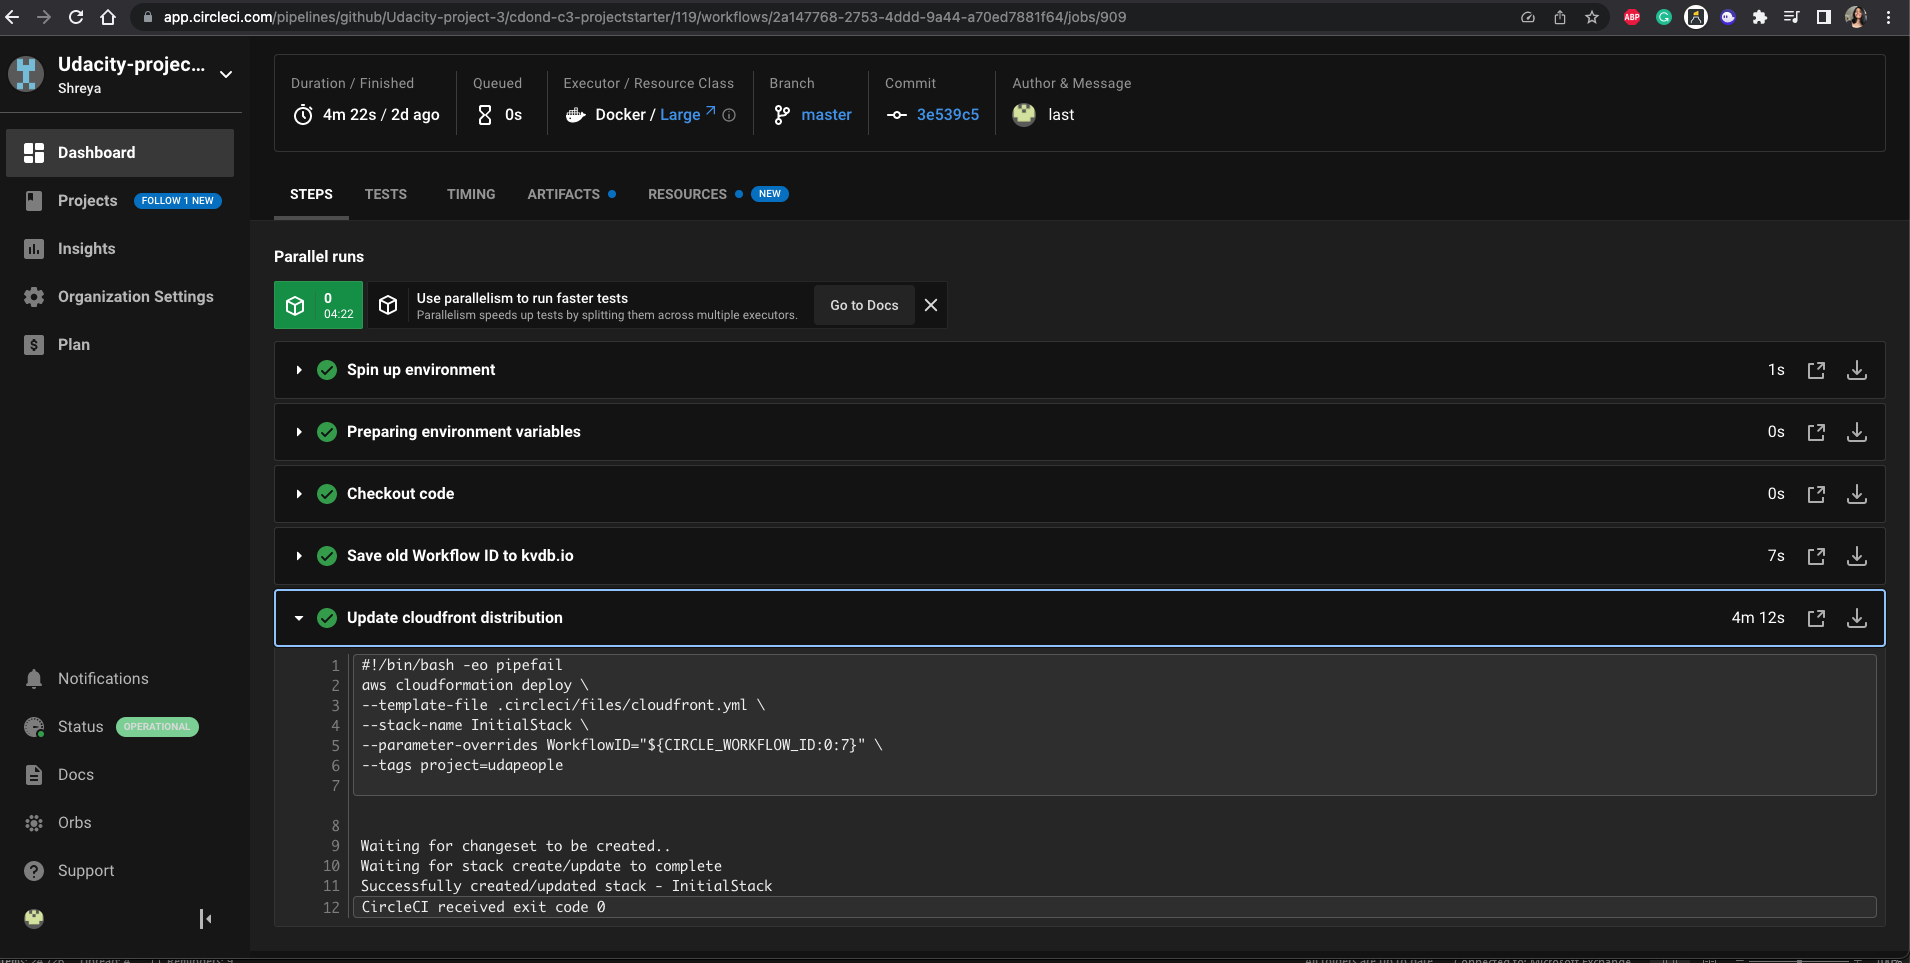 app.circleci.com/pipelines/github/Udacity-project-3/cdond-c3-projectstarter/119/workflows/2a147768-2753-4ddd-9a44-a70ed7881f64/jobs/909
ABP
Udacity-projec...
Shreya
Dashboard
Projects FOLLOW 1 NEW
Insights
Organization Settings
Plan
Notifications
Status OPERATIONAL
Docs
Orbs
Support
Duration / Finished
4m 22s / 2d ago
Queued
0s
Executor / Resource Class
Docker / Large
Branch
master
Commit
3e539c5
Author & Message
last
STEPS TESTS TIMING ARTIFACTS RESOURCES NEW
Parallel runs
0
04:22
Use parallelism to run faster tests
Parallelism speeds up tests by splitting them across multiple executors.
Go to Docs
Spin up environment 1s
Preparing environment variables 0s
Checkout code 0s
Save old Workflow ID to kvdb.io 7s
Update cloudfront distribution 4m 12s
1 #!/bin/bash -eo pipefail
2 aws cloudformation deploy \
3 --template-file .circleci/files/cloudfront.yml \
4 --stack-name InitialStack \
5 --parameter-overrides WorkflowID="${CIRCLE_WORKFLOW_ID:0:7}" \
6 --tags project=udapeople
7
8
9 Waiting for changeset to be created..
10 Waiting for stack create/update to complete
11 Successfully created/updated stack - InitialStack
12 CircleCI received exit code 0